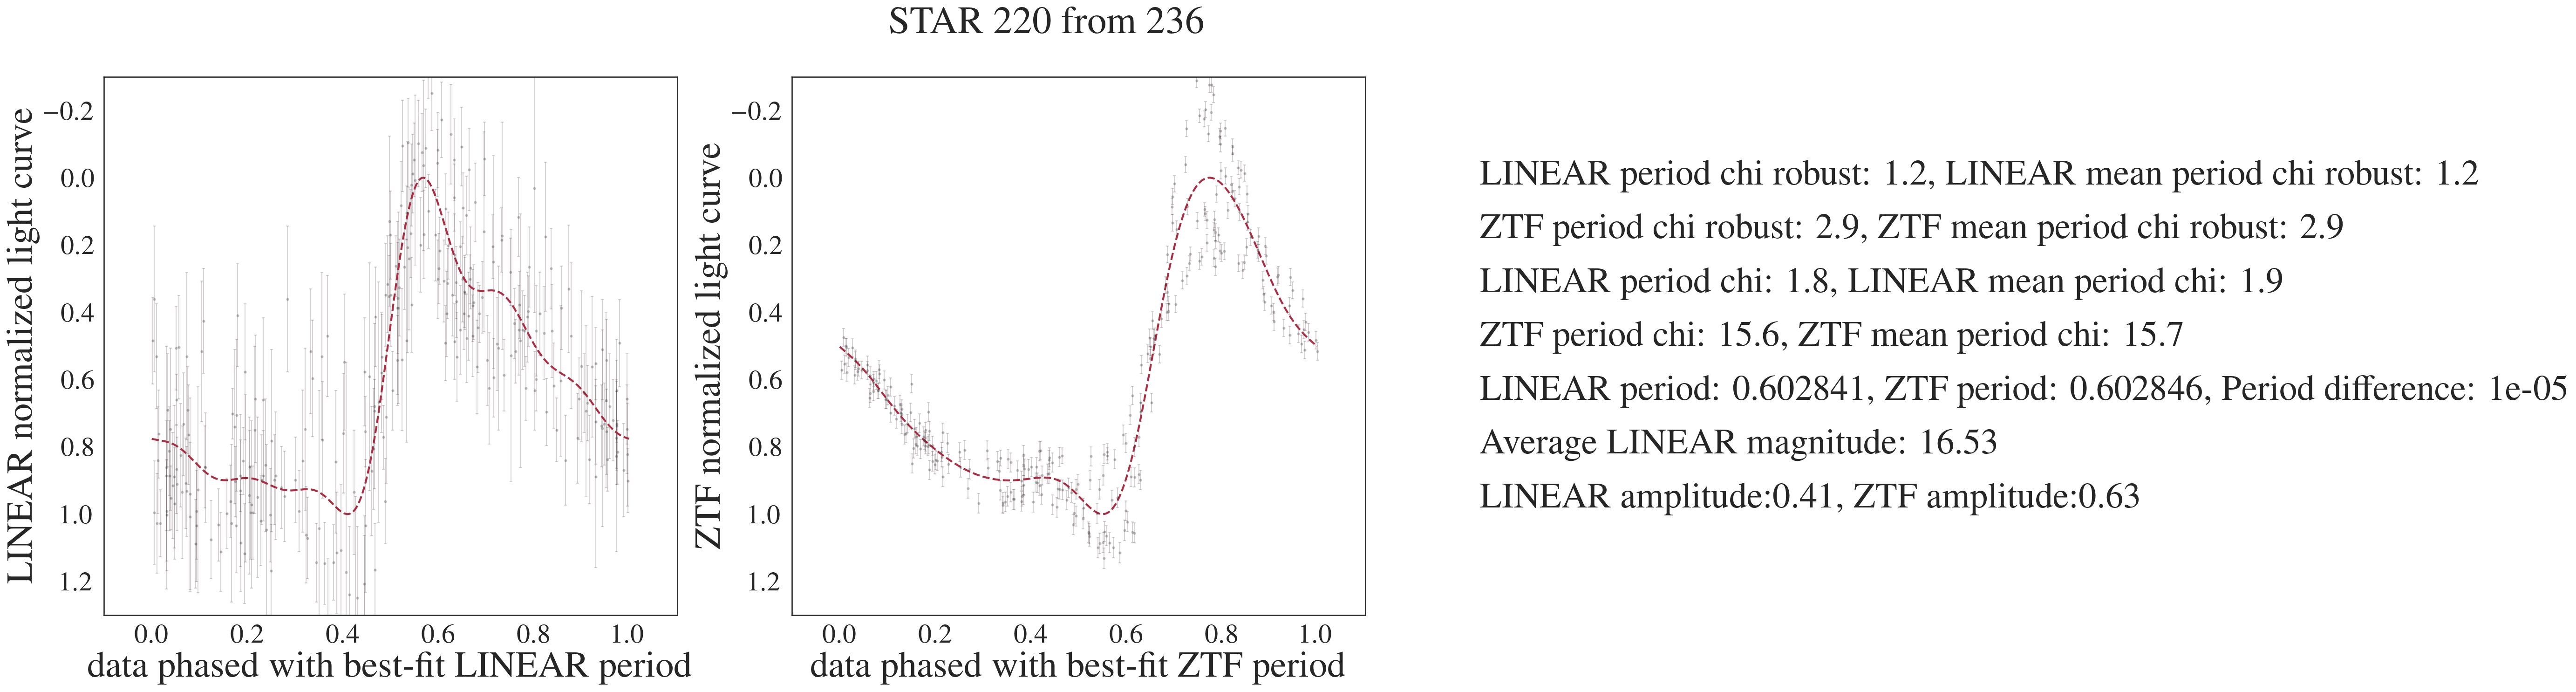 STAR 220 from 236
LINEAR normalized light curve
−0.2
0.0
0.2
0.4
0.6
0.8
1.0
1.2
0.0 0.2 0.4 0.6 0.8 1.0
data phased with best-fit LINEAR period
ZTF normalized light curve
−0.2
0.0
0.2
0.4
0.6
0.8
1.0
1.2
0.0 0.2 0.4 0.6 0.8 1.0
data phased with best-fit ZTF period
LINEAR period chi robust: 1.2, LINEAR mean period chi robust: 1.2
ZTF period chi robust: 2.9, ZTF mean period chi robust: 2.9
LINEAR period chi: 1.8, LINEAR mean period chi: 1.9
ZTF period chi: 15.6, ZTF mean period chi: 15.7
LINEAR period: 0.602841, ZTF period: 0.602846, Period difference: 1e-05
Average LINEAR magnitude: 16.53
LINEAR amplitude:0.41, ZTF amplitude:0.63